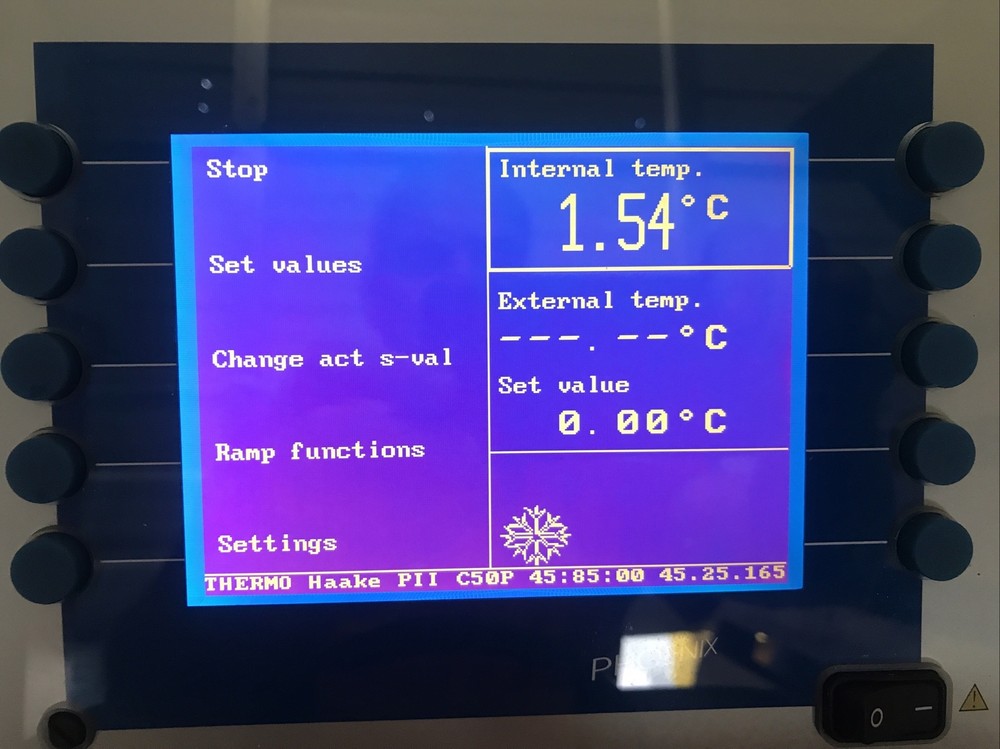 Stop
Set values
Change act s-val
Ramp functions
Settings
Internal temp.
1.54°C
External temp.
---.--°C
Set value
0.00°C
THERMO Haake PII C50P 45:85:00 45.25.165
O